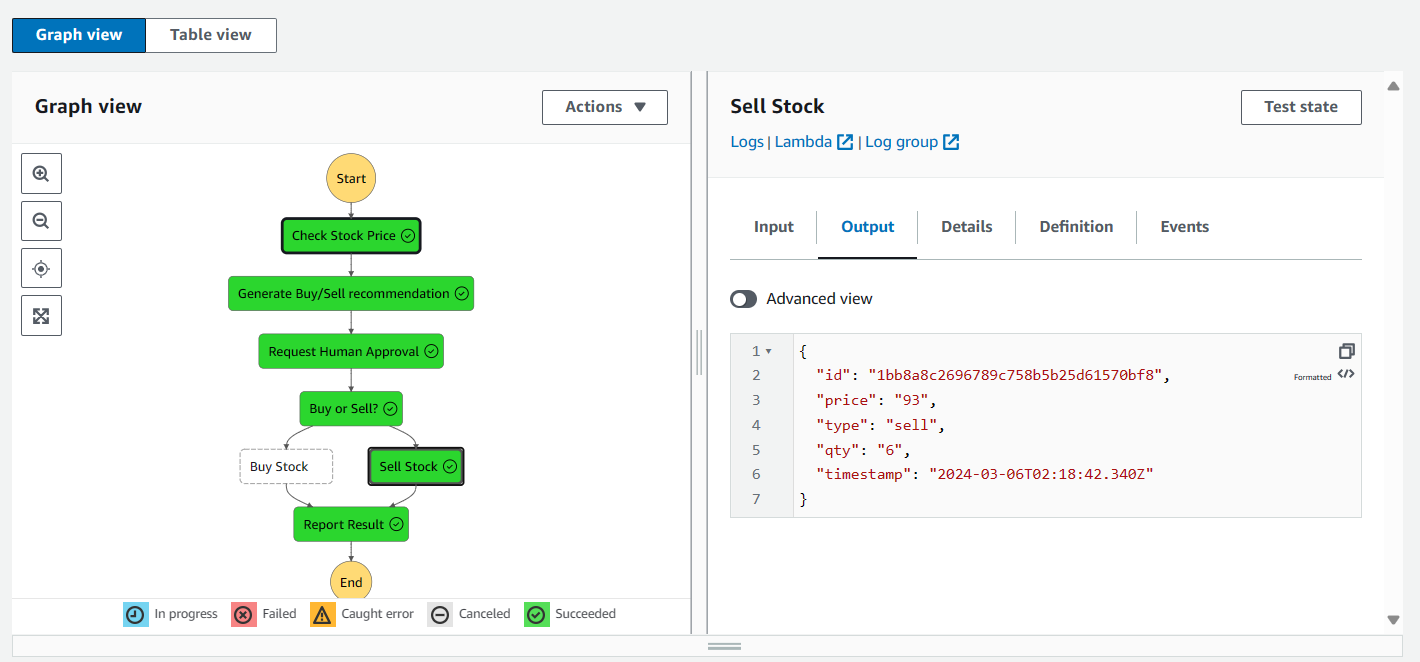 Graph view Table view
Graph view Actions
Start
Check Stock Price
Generate Buy/Sell recommendation
Request Human Approval
Buy or Sell?
Buy Stock Sell Stock
Report Result
End
In progress Failed Caught error Canceled Succeeded
Sell Stock Test state
Logs | Lambda | Log group
Input Output Details Definition Events
Advanced view
1 {
2 "id": "1bb8a8c2696789c758b5b25d61570bf8",
Formatted
3 "price": "93",
4 "type": "sell",
5 "qty": "6",
6 "timestamp": "2024-03-06T02:18:42.340Z"
7 }